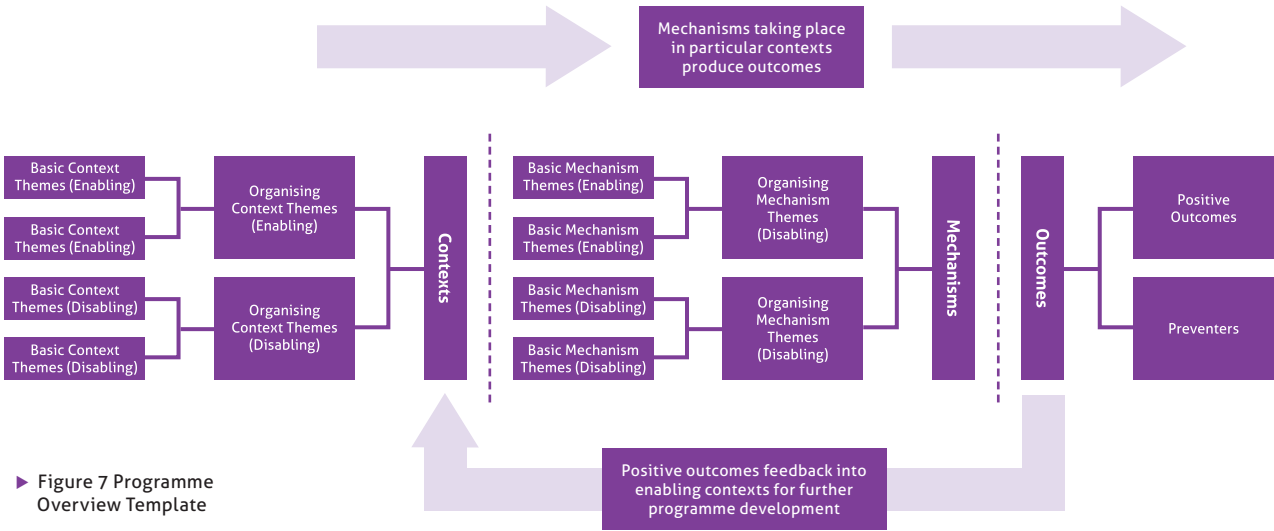 Mechanisms taking place
in particular contexts
produce outcomes
Basic Context
Themes (Enabling)
Basic Context
Themes (Enabling)
Basic Context
Themes (Disabling)
Basic Context
Themes (Disabling)
Organising
Context Themes
(Enabling)
Organising
Context Themes
(Disabling)
Contexts
Basic Mechanism
Themes (Enabling)
Basic Mechanism
Themes (Enabling)
Basic Mechanism
Themes (Disabling)
Basic Mechanism
Themes (Disabling)
Organising
Mechanism
Themes
(Disabling)
Organising
Mechanism
Themes
(Disabling)
Mechanisms
Outcomes
Positive
Outcomes
Preventers
Positive outcomes feedback into
enabling contexts for further
programme development
Figure 7 Programme
Overview Template